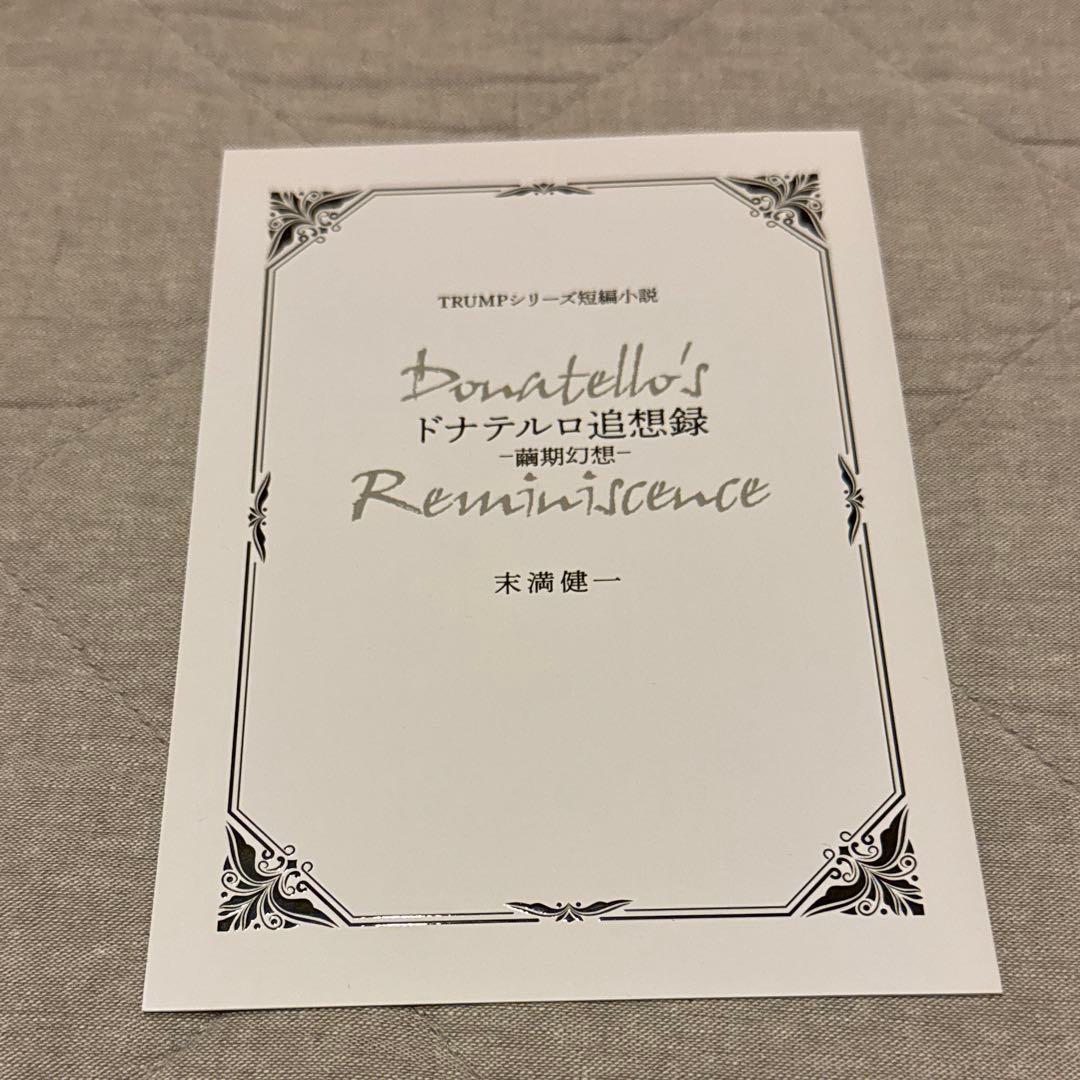 TRUMPシリーズ短編小説
Donatello's
ドナテルロ追想録
-繭期幻想-
Reminiscence
末満健一